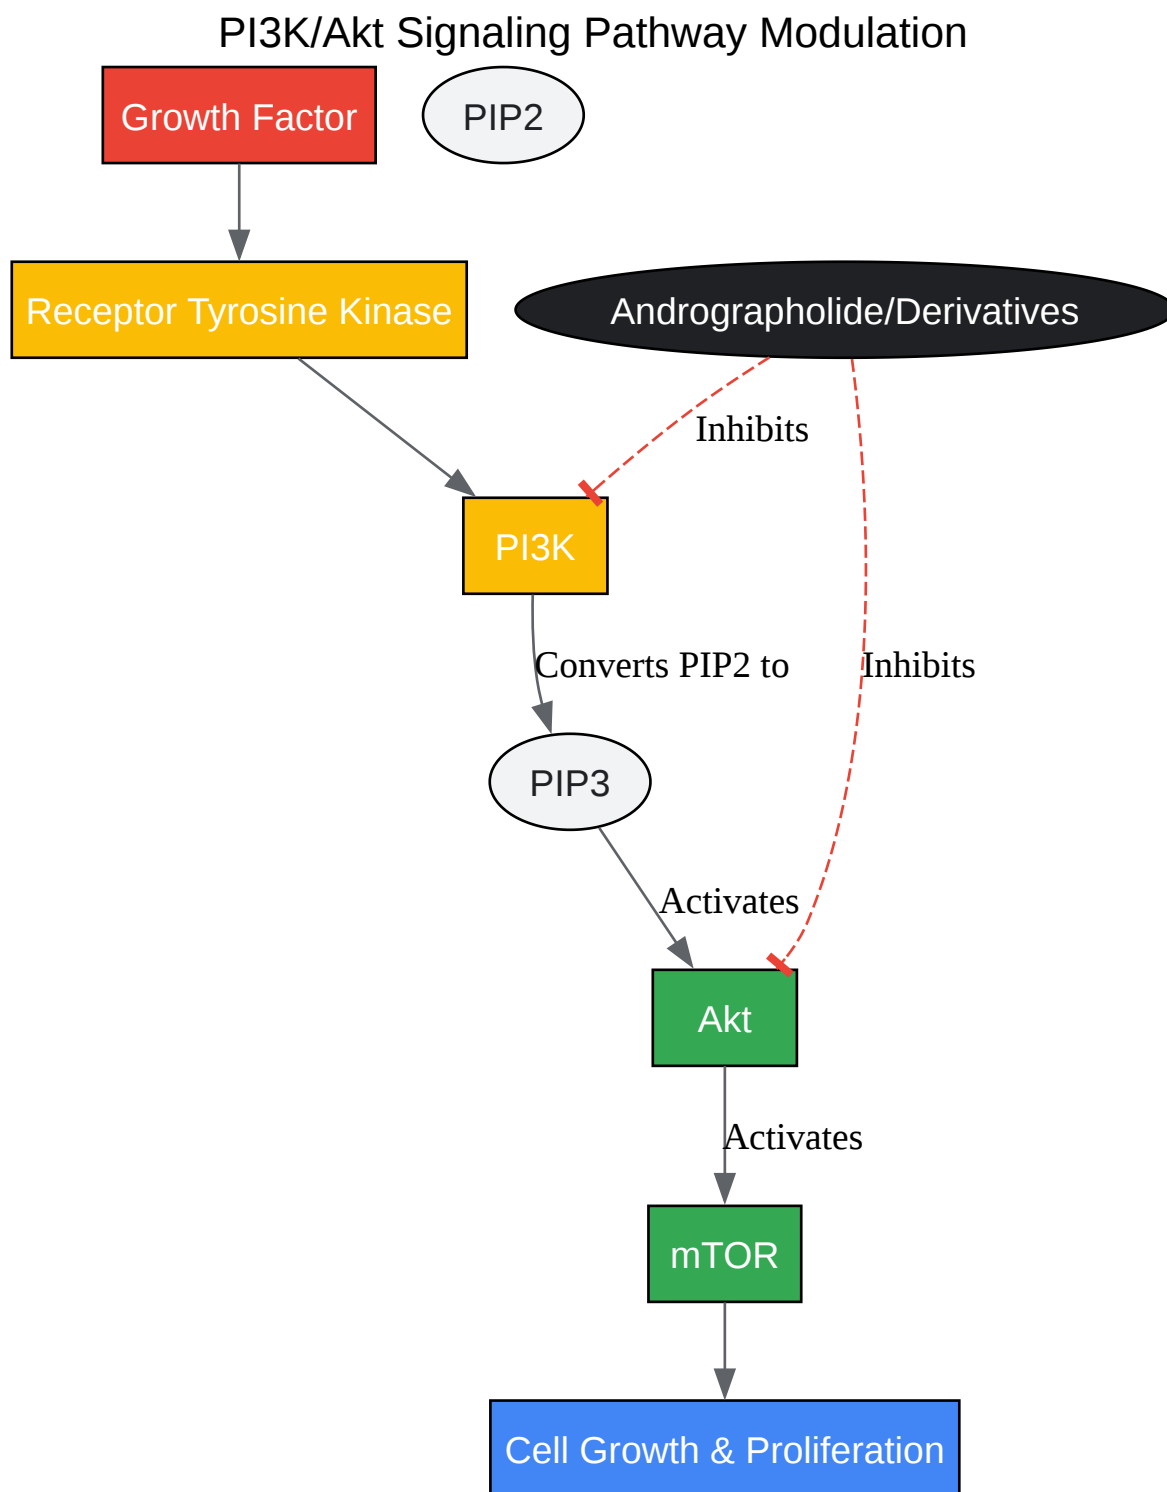 PI3K/Akt Signaling Pathway Modulation
Growth Factor
PIP2
Receptor Tyrosine Kinase
Andrographolide/Derivatives
Inhibits
PI3K
Converts PIP2 to
Inhibits
PIP3
Activates
Akt
Activates
mTOR
Cell Growth & Proliferation